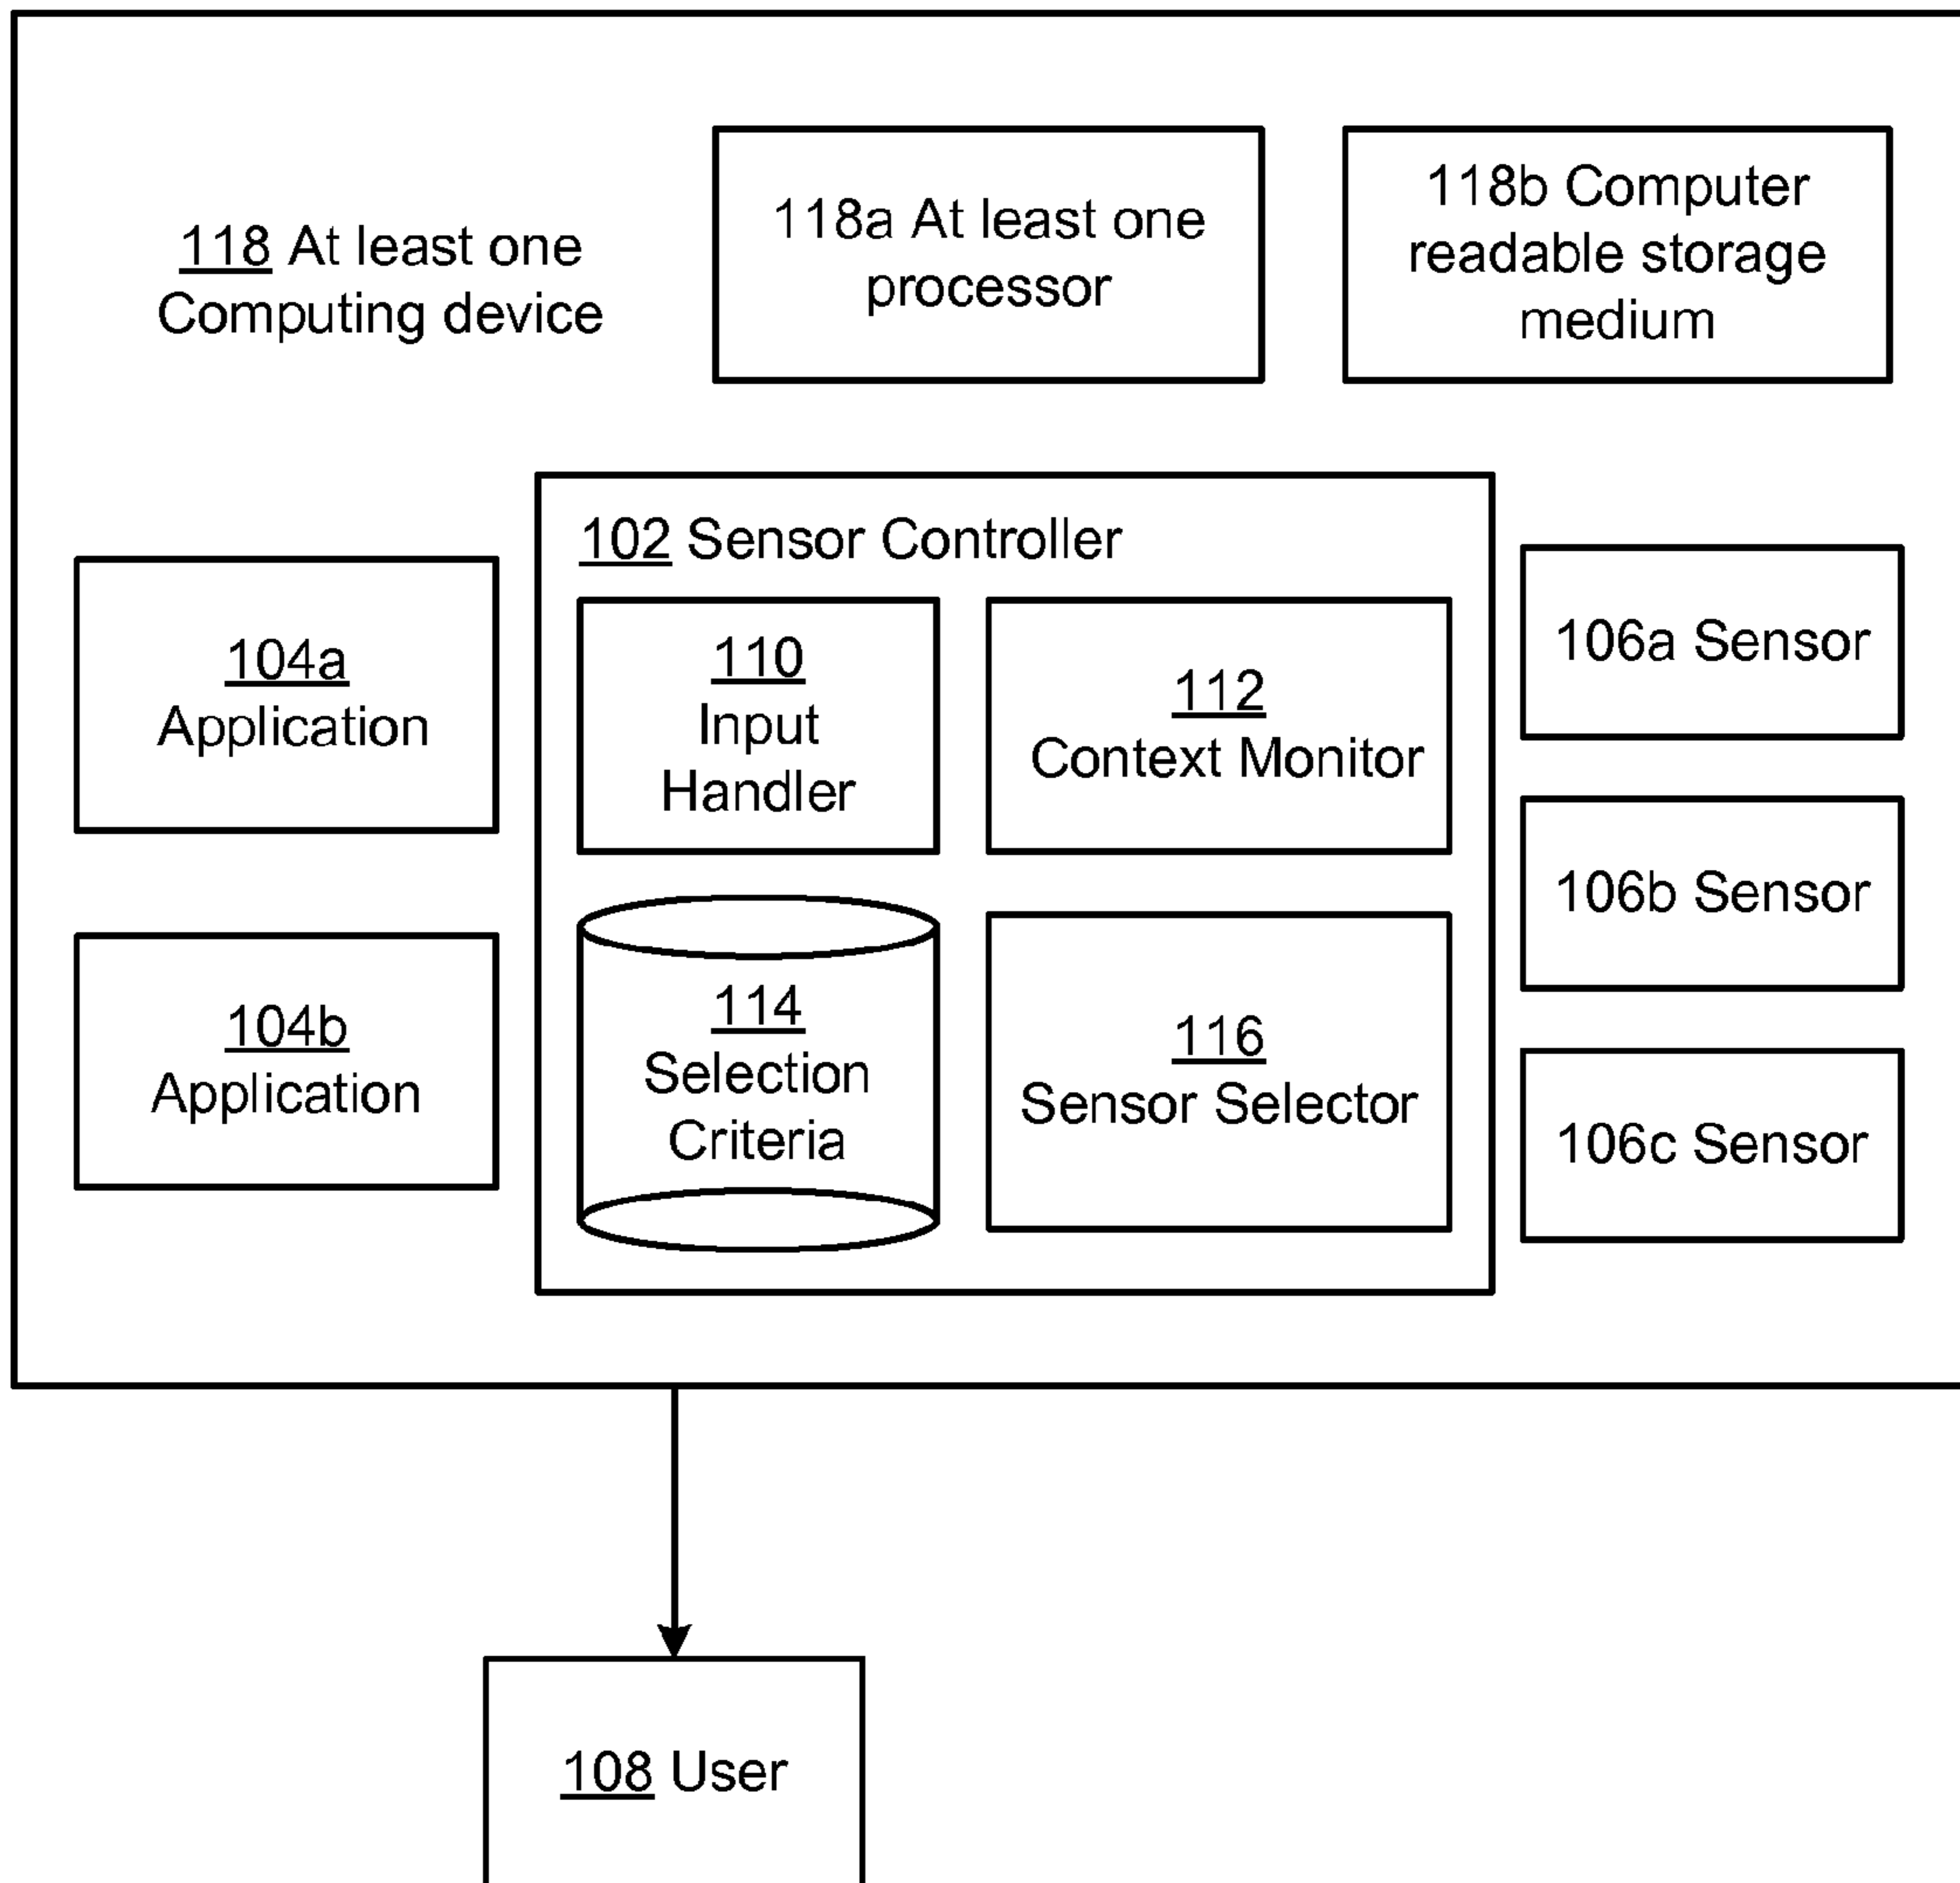 118 At least one
Computing device
118a At least one
processor
118b Computer
readable storage
medium
102 Sensor Controller
104a
Application
110
Input
Handler
112
Context Monitor
106a Sensor
106b Sensor
104b
Application
114
Selection
Criteria
116
Sensor Selector
106c Sensor
108 User